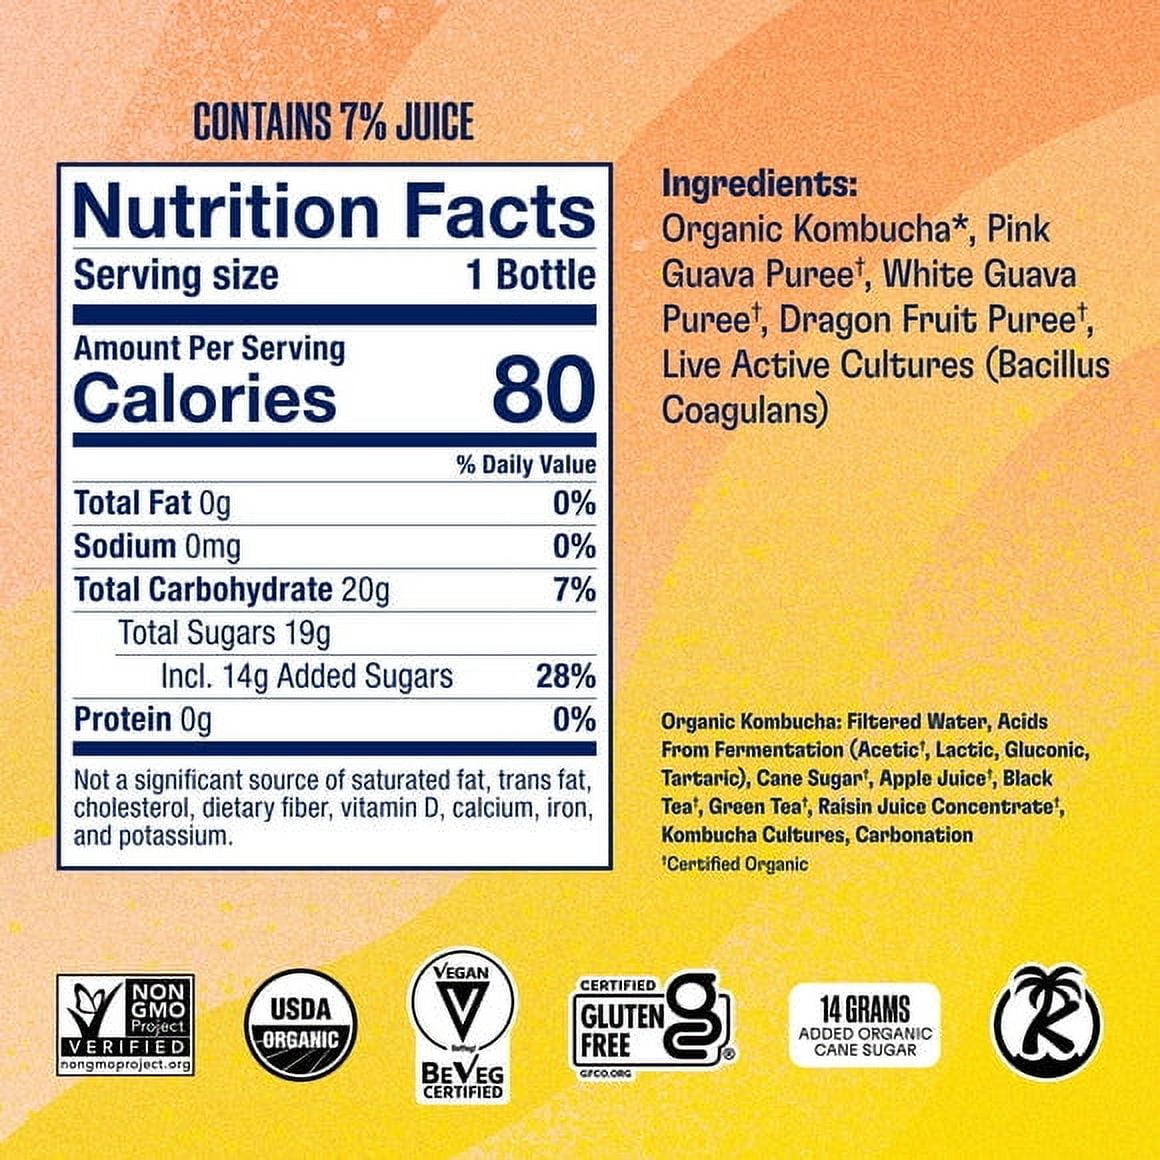 CONTAINS 7% JUICE
Nutrition Facts
Serving size 1 Bottle
Amount Per Serving
Calories 80
% Daily Value
Total Fat 0g 0%
Sodium 0mg 0%
Total Carbohydrate 20g 7%
Total Sugars 19g
Incl. 14g Added Sugars 28%
Protein 0g 0%
Not a significant source of saturated fat, trans fat,
cholesterol, dietary fiber, vitamin D, calcium, iron,
and potassium.
Ingredients:
Organic Kombucha*, Pink
Guava Puree†, White Guava
Puree†, Dragon Fruit Puree†,
Live Active Cultures (Bacillus
Coagulans)
Organic Kombucha: Filtered Water, Acids
From Fermentation (Acetic†, Lactic, Gluconic,
Tartaric), Cane Sugar†, Apple Juice†, Black
Tea†, Green Tea†, Raisin Juice Concentrate†,
Kombucha Cultures, Carbonation
†Certified Organic
NON
GMO
Project
VERIFIED
nongmoproject.org
USDA
ORGANIC
VEGAN
V
BEVEG
CERTIFIED
CERTIFIED
GLUTEN
FREE
g
®
GFCO.ORG
14 GRAMS
ADDED ORGANIC
CANE SUGAR
K